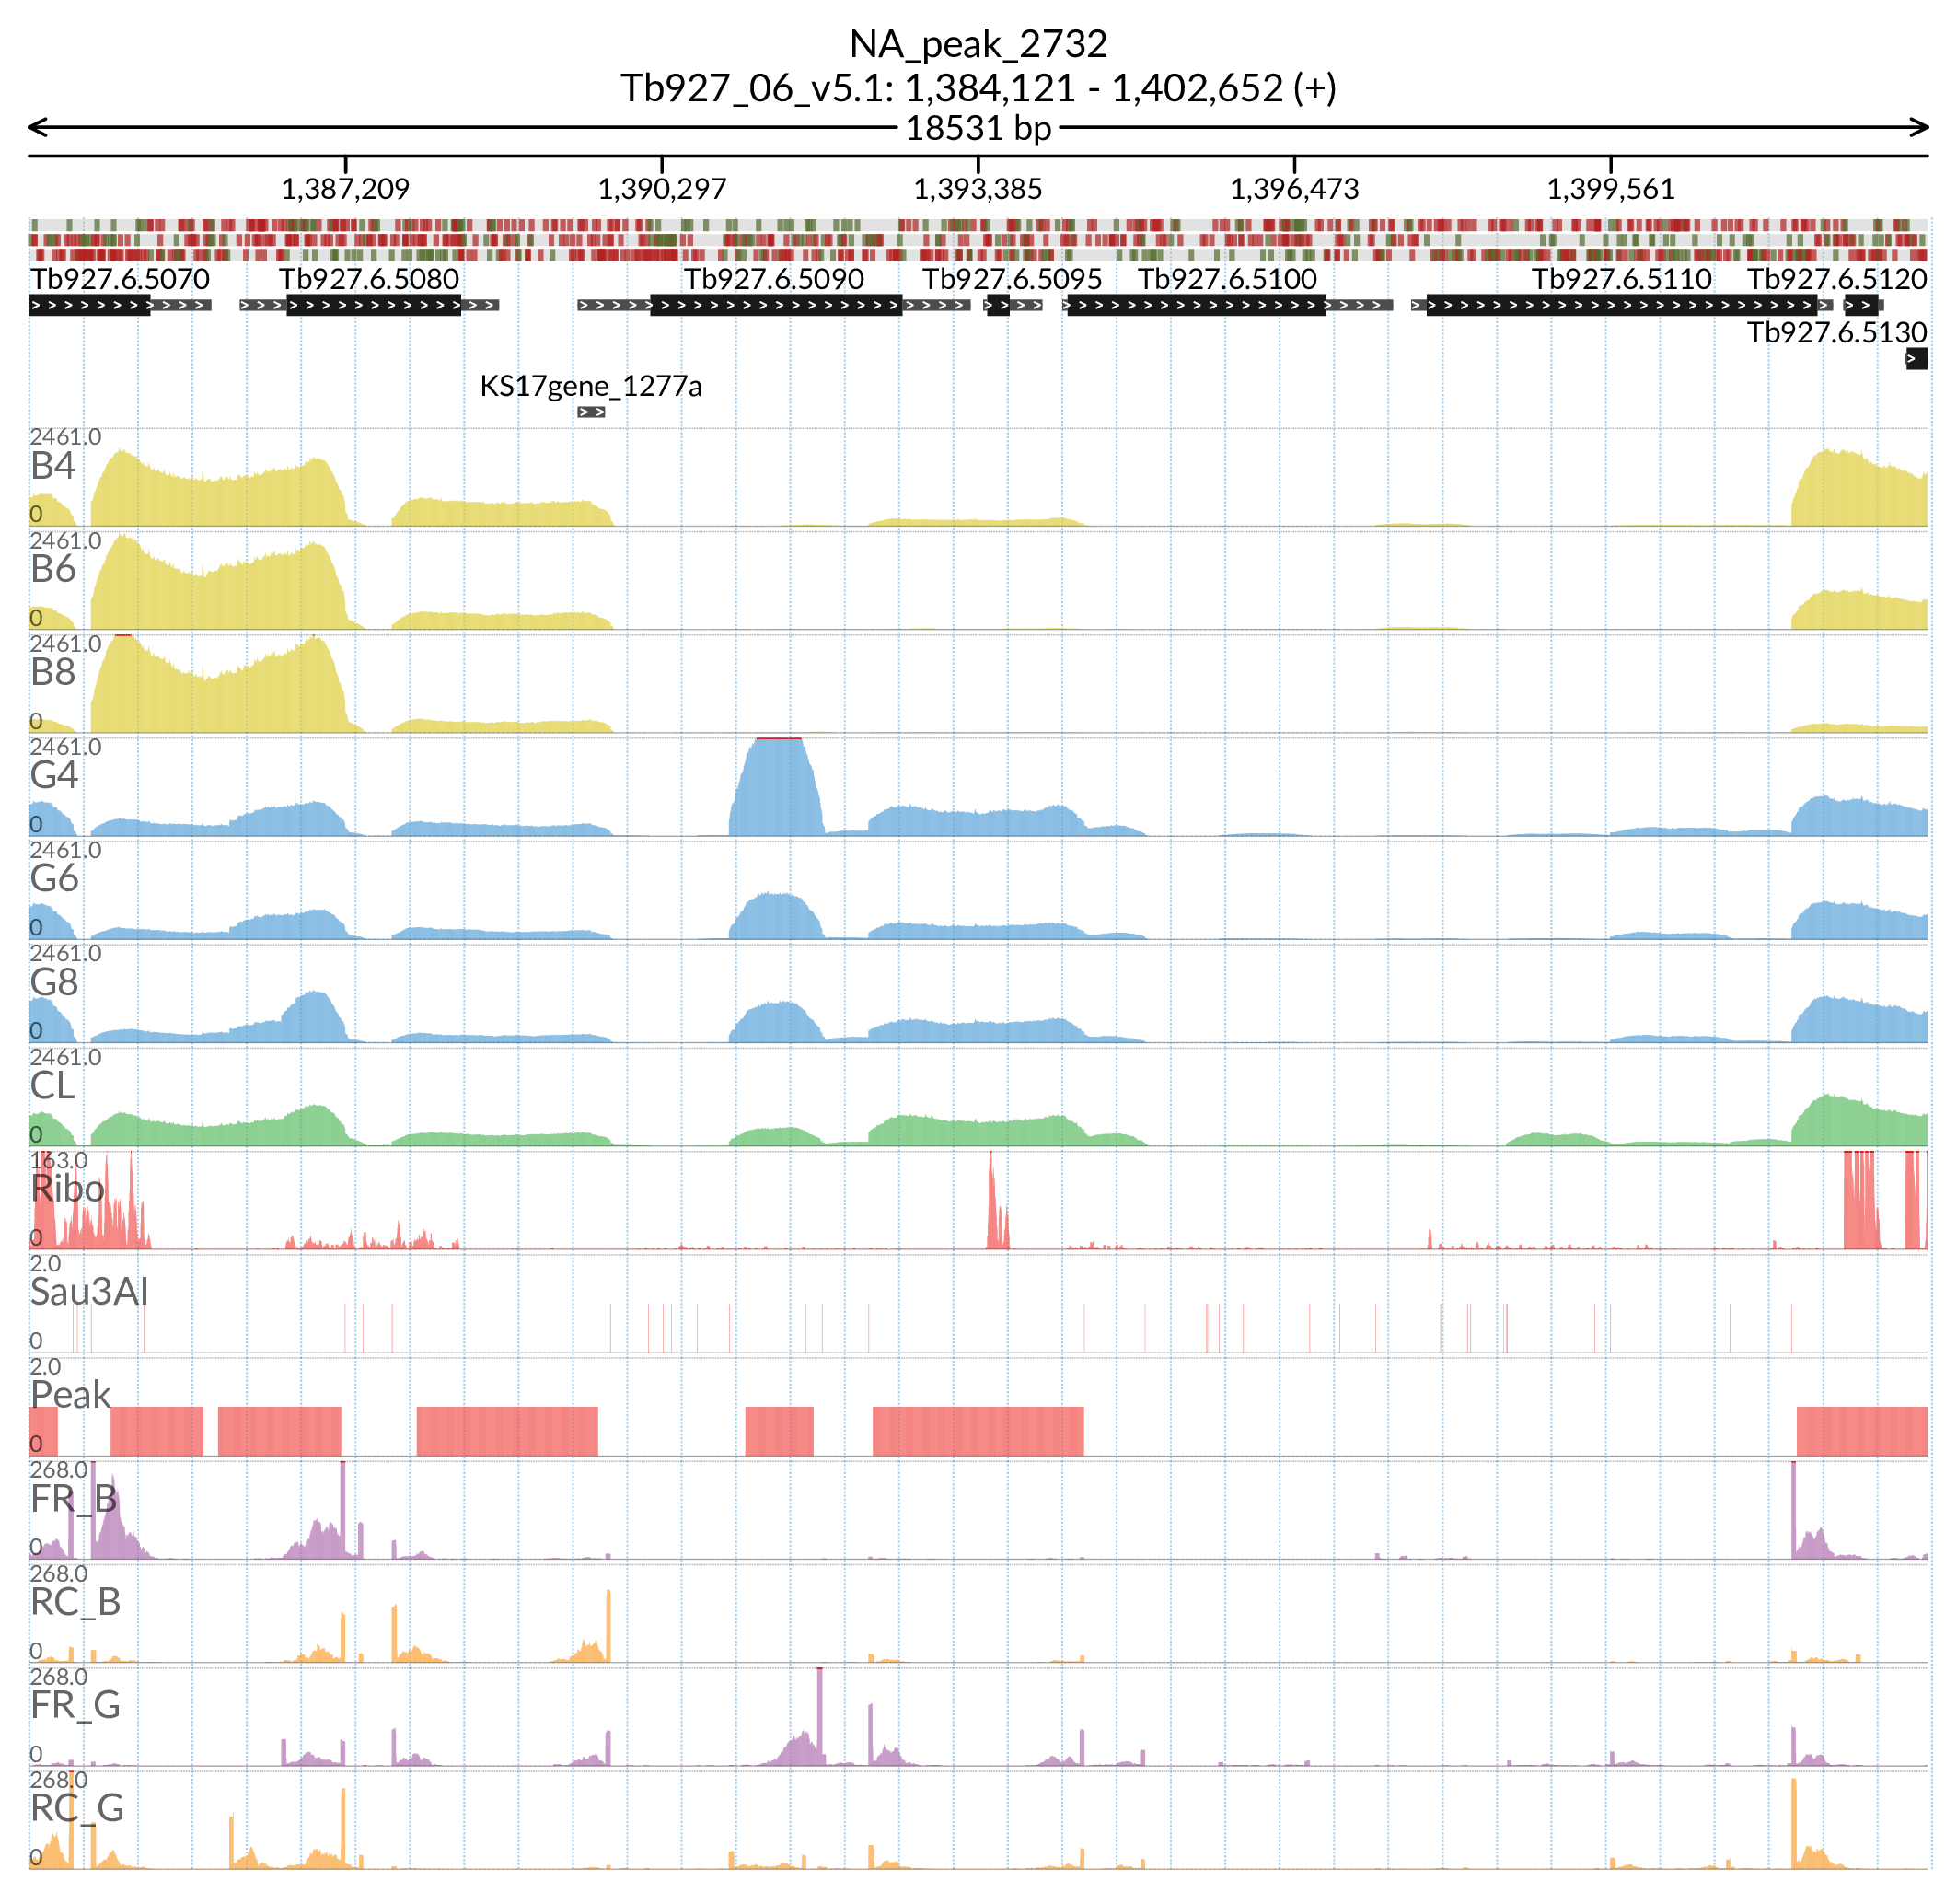 NA_peak_2732
Tb927_06_v5.1: 1,384,121 - 1,402,652 (+)
18531 bp
1,387,209 1,390,297 1,393,385 1,396,473 1,399,561
Tb927.6.5070 Tb927.6.5080 Tb927.6.5090 Tb927.6.5095 Tb927.6.5100 Tb927.6.5110 Tb927.6.5120
Tb927.6.5130
KS17gene_1277a
2461.0
B4
0
2461.0
B6
0
2461.0
B8
0
2461.0
G4
0
2461.0
G6
0
2461.0
G8
0
2461.0
CL
0
163.0
Ribo
0
2.0
Sau3AI
0
2.0
Peak
0
268.0
FR_B
0
268.0
RC_B
0
268.0
FR_G
0
268.0
RC_G
0